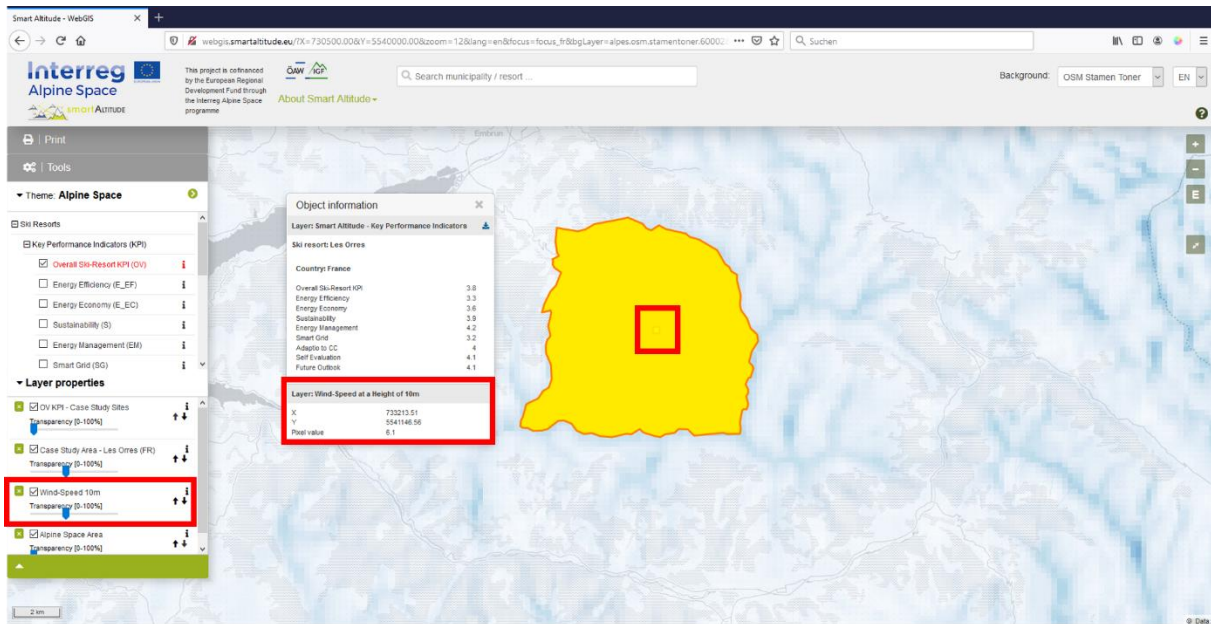 Smart Altitude - WebGIS
webgis.smartaltitude.eu/?X=730500.00&Y=5540000.00&zoom=12&lang=en&focus=focus_fr&bgLayer=alpes.osm.stamentoner.60002
Suchen
Interreg
Alpine Space
smartALTITUDE
This project is cofinanced
by the European Regional
Development Fund through
the Interreg Alpine Space
programme
ÖAW IGF
About Smart Altitude
Search municipality / resort ...
Background: OSM Stamen Toner EN
Print
Tools
Theme: Alpine Space
Ski Resorts
Key Performance Indicators (KPI)
Overall Ski-Resort KPI (OV)
Energy Efficiency (E_EF)
Energy Economy (E_EC)
Sustainability (S)
Energy Management (EM)
Smart Grid (SG)
Layer properties
OV KPI - Case Study Sites
Transparency [0-100%]
Case Study Area - Les Orres (FR)
Transparency [0-100%]
Wind-Speed 10m
Transparency [0-100%]
Alpine Space Area
Transparency [0-100%]
2 km
Embrun
Object information
Layer: Smart Altitude - Key Performance Indicators
Ski resort: Les Orres
Country: France
Overall Ski-Resort KPI 3.8
Energy Efficiency 3.3
Energy Economy 3.6
Sustainability 3.9
Energy Management 4.2
Smart Grid 3.2
Adaptio to CC 4
Self Evaluation 4.1
Future Outlook 4.1
Layer: Wind-Speed at a Height of 10m
X 733213.51
Y 5541146.56
Pixel value 6.1
E
© Data